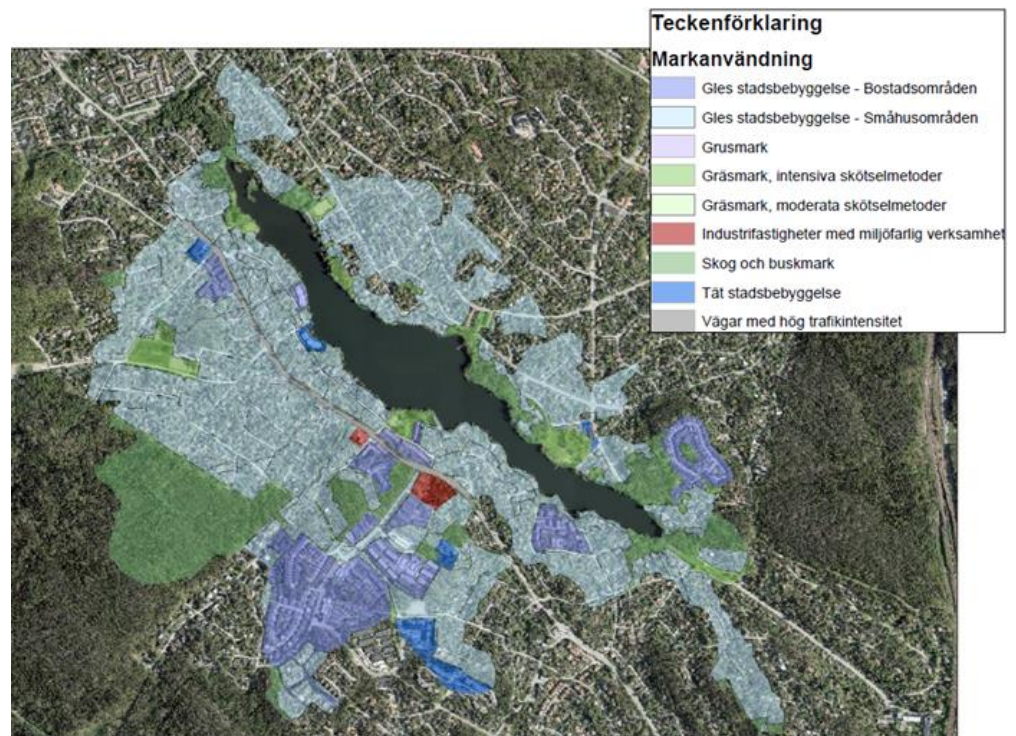 Teckenförklaring
Markanvändning
Gles stadsbebyggelse - Bostadsområden
Gles stadsbebyggelse - Småhusområden
Grusmark
Gräsmark, intensiva skötselmetoder
Gräsmark, moderata skötselmetoder
Industrifastigheter med miljöfarlig verksamhet
Skog och buskmark
Tät stadsbebyggelse
Vägar med hög trafikintensitet